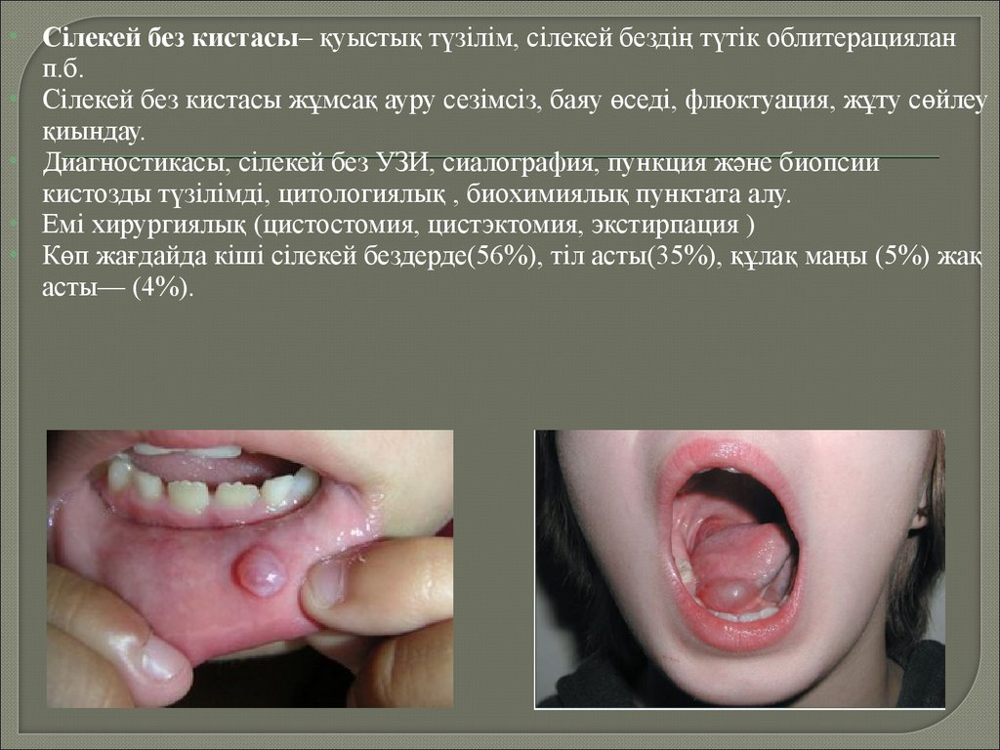 • Сілекей без кистасы– қуыстық түзілім, сілекей бездің түтік облитерациялан
п.б.
• Сілекей без кистасы жұмсақ ауру сезімсіз, баяу өседі, флюктуация, жұту сөйлеу
қиындау.
• Диагностикасы, сілекей без УЗИ, сиалография, пункция және биопсии
кистозды түзілімді, цитологиялық , биохимиялық пунктата алу.
• Емі хирургиялық (цистостомия, цистэктомия, экстирпация )
• Көп жағдайда кіші сілекей бездерде(56%), тіл асты(35%), құлақ маңы (5%) жақ
асты— (4%).